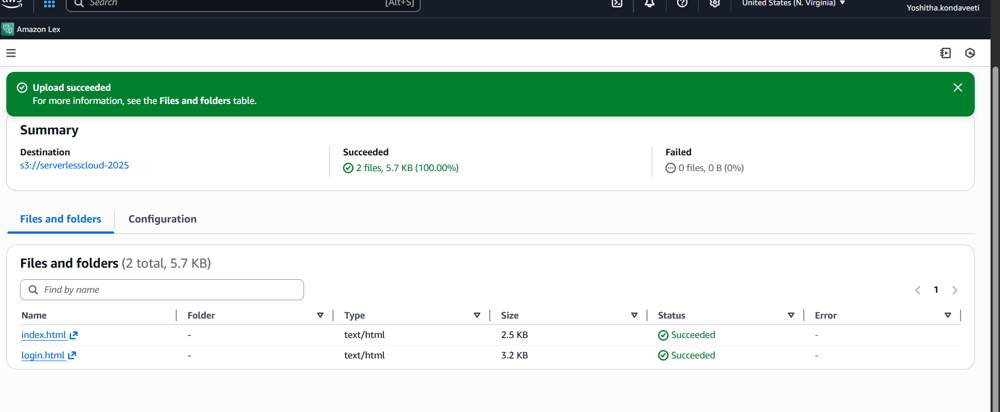 aws
Search
[Alt+S]
United States (N. Virginia)
Yoshitha.kondaveeti
Amazon Lex
Upload succeeded
For more information, see the Files and folders table.
Summary
Destination
s3://serverlesscloud-2025
Succeeded
2 files, 5.7 KB (100.00%)
Failed
0 files, 0 B (0%)
Files and folders
Configuration
Files and folders (2 total, 5.7 KB)
Find by name
1
Name Folder Type Size Status Error
index.html - text/html 2.5 KB Succeeded -
login.html - text/html 3.2 KB Succeeded -